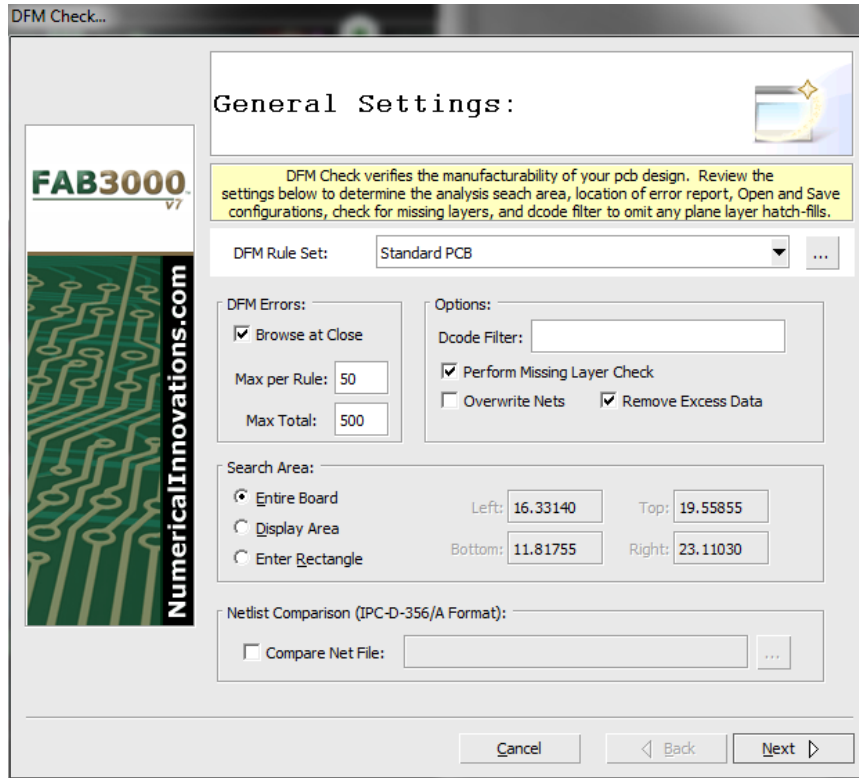 DFM Check...
General Settings:
FAB3000
V7
NumericalInnovations.com
DFM Check verifies the manufacturability of your pcb design. Review the
settings below to determine the analysis seach area, location of error report, Open and Save
configurations, check for missing layers, and dcode filter to omit any plane layer hatch-fills.
DFM Rule Set: Standard PCB ...
DFM Errors:
Browse at Close
Max per Rule: 50
Max Total: 500
Options:
Dcode Filter:
Perform Missing Layer Check
Overwrite Nets Remove Excess Data
Search Area:
Entire Board
Display Area
Enter Rectangle
Left: 16.33140 Top: 19.55855
Bottom: 11.81755 Right: 23.11030
Netlist Comparison (IPC-D-356/A Format):
Compare Net File: ...
Cancel Back Next